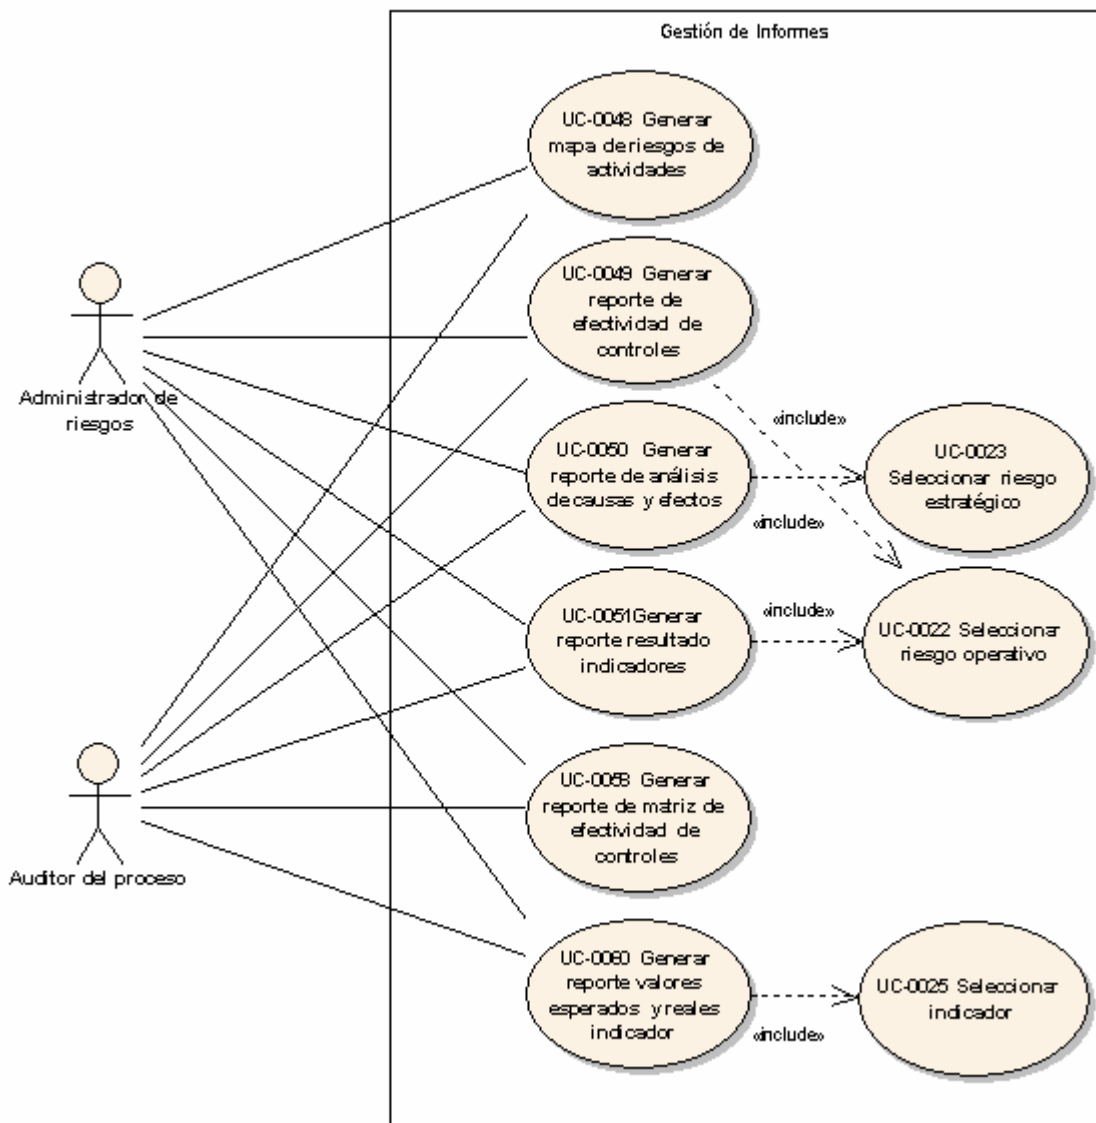 Gestión de Informes
UC-0048 Generar
mapa de riesgos de
actividades
UC-0049 Generar
reporte de
efectividad de
controles
Administrador de
riesgos
«include»
UC-0050 Generar
reporte de análisis
de causas y efectos
UC-0023
Seleccionar riesgo
estratégico
«include»
UC-0051Generar
reporte resultado
indicadores
«include»
UC-0022 Seleccionar
riesgo operativo
UC-0058 Generar
reporte de matriz de
efectividad de
controles
Auditor del proceso
UC-0060 Generar
reporte valores
esperados y reales
indicador
UC-0025 Seleccionar
indicador
«include»